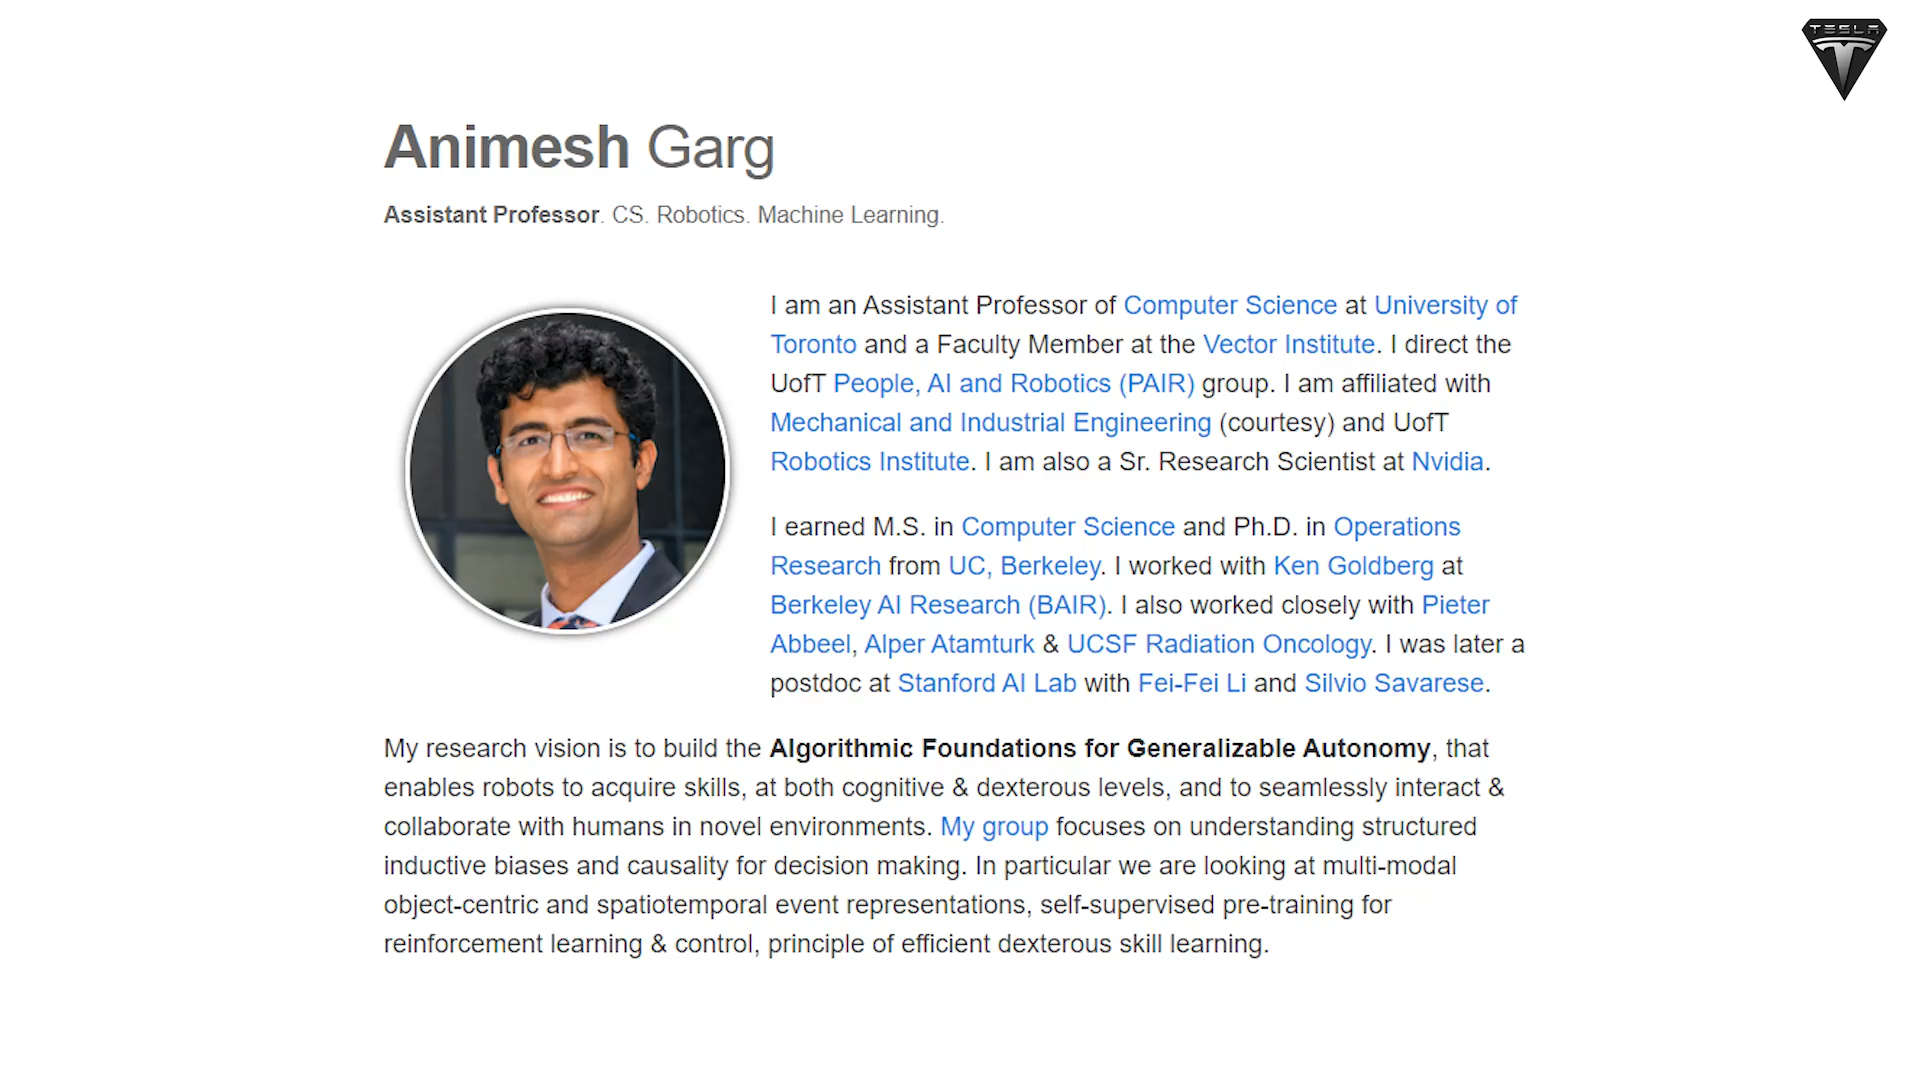 TESLA
Animesh Garg
Assistant Professor. CS. Robotics. Machine Learning.
I am an Assistant Professor of Computer Science at University of
Toronto and a Faculty Member at the Vector Institute. I direct the
UofT People, AI and Robotics (PAIR) group. I am affiliated with
Mechanical and Industrial Engineering (courtesy) and UofT
Robotics Institute. I am also a Sr. Research Scientist at Nvidia.
I earned M.S. in Computer Science and Ph.D. in Operations
Research from UC, Berkeley. I worked with Ken Goldberg at
Berkeley AI Research (BAIR). I also worked closely with Pieter
Abbeel, Alper Atamturk & UCSF Radiation Oncology. I was later a
postdoc at Stanford AI Lab with Fei-Fei Li and Silvio Savarese.
My research vision is to build the Algorithmic Foundations for Generalizable Autonomy, that
enables robots to acquire skills, at both cognitive & dexterous levels, and to seamlessly interact &
collaborate with humans in novel environments. My group focuses on understanding structured
inductive biases and causality for decision making. In particular we are looking at multi-modal
object-centric and spatiotemporal event representations, self-supervised pre-training for
reinforcement learning & control, principle of efficient dexterous skill learning.